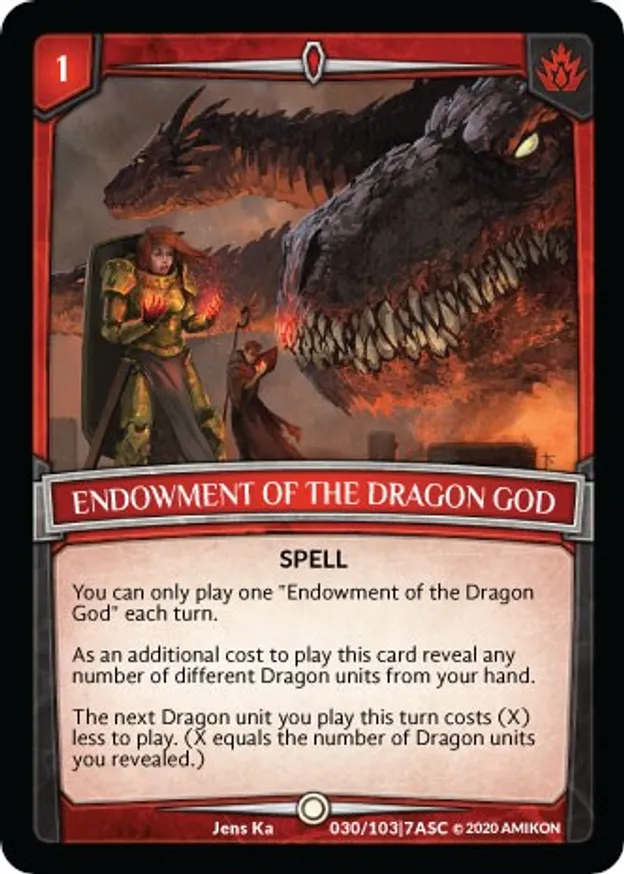 1
ENDOWMENT OF THE DRAGON GOD
SPELL
You can only play one "Endowment of the Dragon
God" each turn.
As an additional cost to play this card reveal any
number of different Dragon units from your hand.
The next Dragon unit you play this turn costs (X)
less to play. (X equals the number of Dragon units
you revealed.)
Jens Ka 030/103|7ASC © 2020 AMIKON